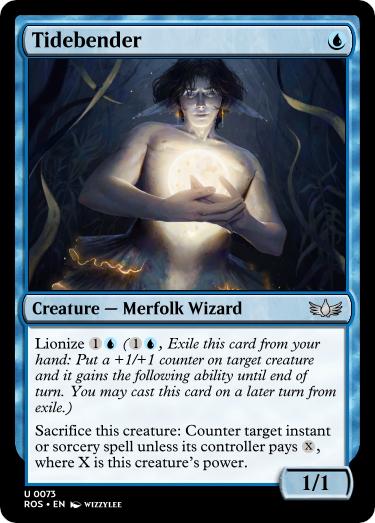 Tidebender
Creature — Merfolk Wizard
Lionize 1 (1, Exile this card from your
hand: Put a +1/+1 counter on target creature
and it gains the following ability until end of
turn. You may cast this card on a later turn from
exile.)
Sacrifice this creature: Counter target instant
or sorcery spell unless its controller pays X,
where X is this creature's power.
1/1
U 0073
ROS • EN WIZZYLEE